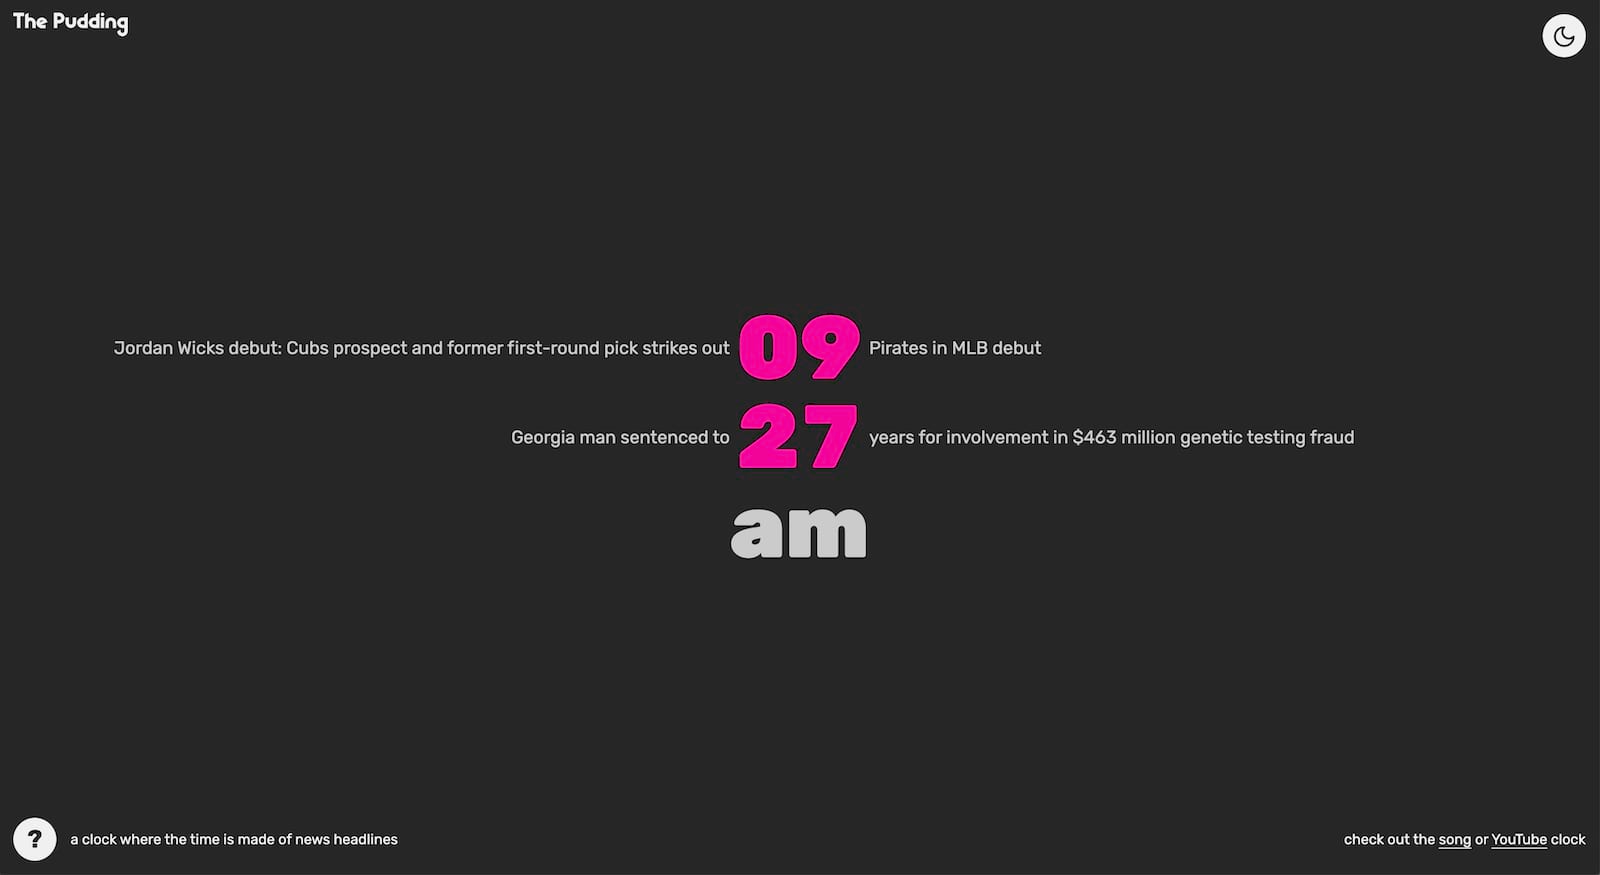 The Pudding
Jordan Wicks debut: Cubs prospect and former first-round pick strikes out 09 Pirates in MLB debut
Georgia man sentenced to 27 years for involvement in $463 million genetic testing fraud
am
? a clock where the time is made of news headlines
check out the song or YouTube clock